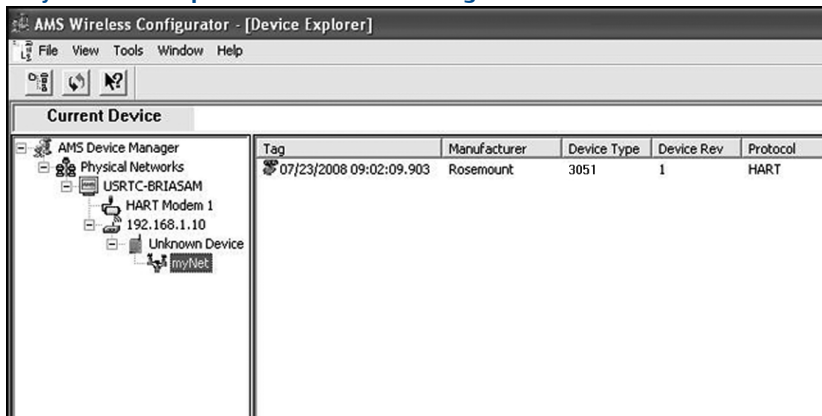 AMS Wireless Configurator - [Device Explorer]
File View Tools Window Help
Current Device
AMS Device Manager
Physical Networks
USRTC-BRIASAM
HART Modem 1
192.168.1.10
Unknown Device
myNet
Tag Manufacturer Device Type Device Rev Protocol
07/23/2008 09:02:09.903 Rosemount 3051 1 HART